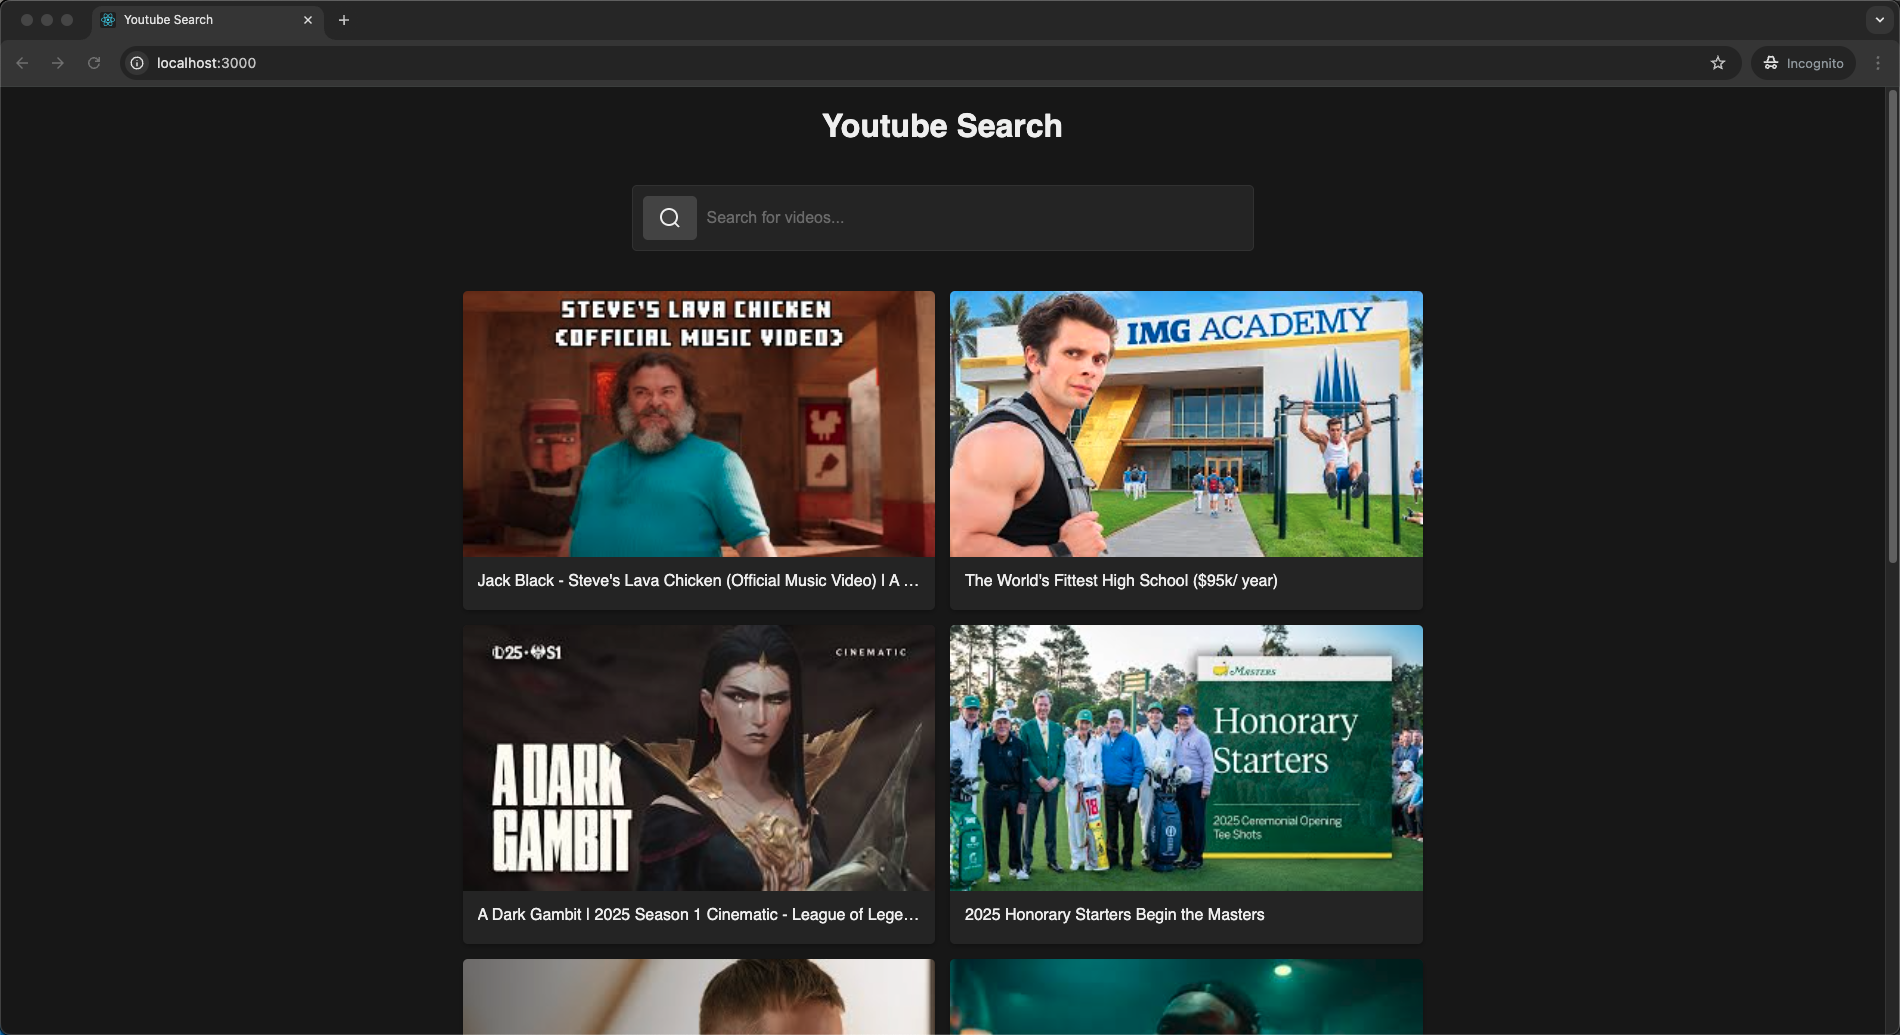 Youtube Search
localhost:3000
Incognito
Youtube Search
Search for videos...
STEVE'S LAVA CHICKEN
(OFFICIAL MUSIC VIDEO)
Jack Black - Steve's Lava Chicken (Official Music Video) | A ...
IMG ACADEMY
The World's Fittest High School ($95k/ year)
25 · S1
CINEMATIC
A DARK
GAMBIT
A Dark Gambit | 2025 Season 1 Cinematic - League of Lege...
MASTERS
Honorary
Starters
2025 Ceremonial Opening
Tee Shots
18
2025 Honorary Starters Begin the Masters